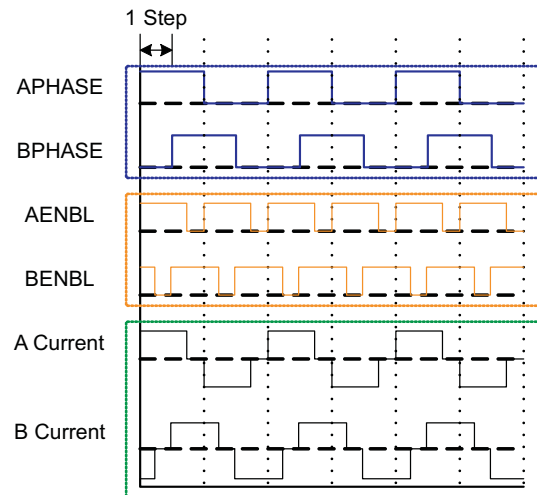 1 Step
APHASE
BPHASE
AENBL
BENBL
A Current
B Current